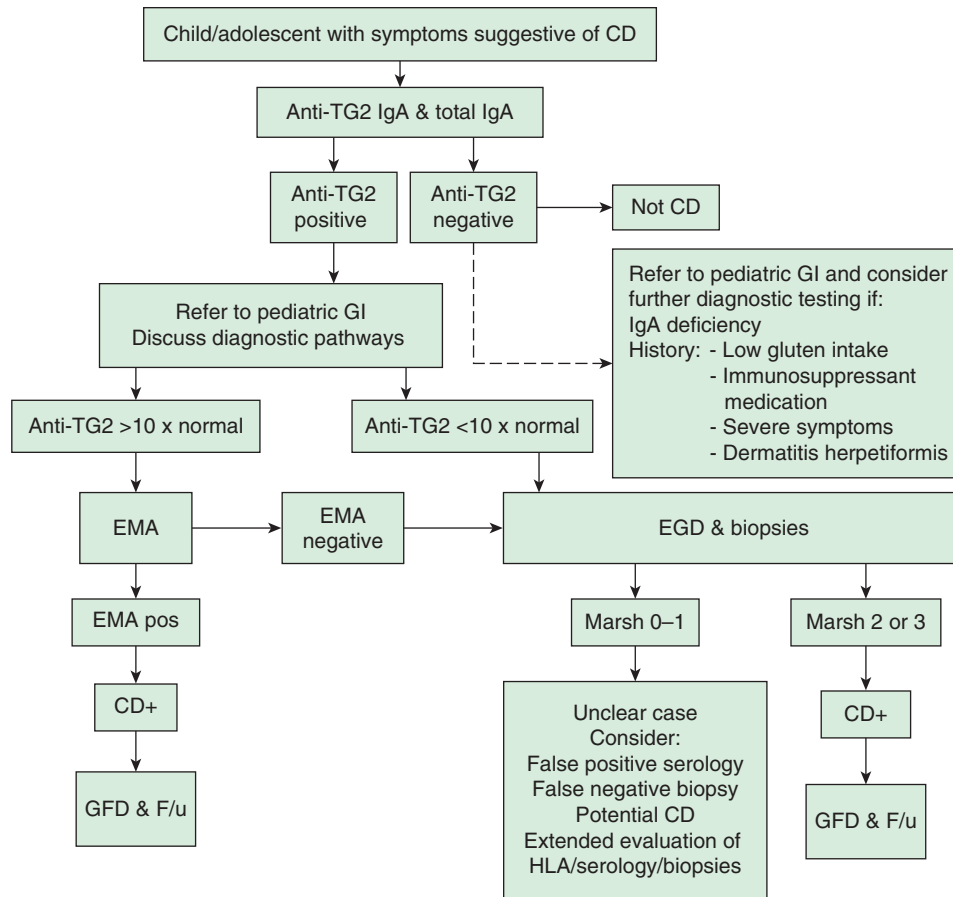 Child/adolescent with symptoms suggestive of CD
Anti-TG2 IgA & total IgA
Anti-TG2
positive
Anti-TG2
negative
Not CD
Refer to pediatric GI and consider
further diagnostic testing if:
IgA deficiency
History: - Low gluten intake
- Immunosuppressant
medication
- Severe symptoms
- Dermatitis herpetiformis
Refer to pediatric GI
Discuss diagnostic pathways
Anti-TG2 >10 x normal
Anti-TG2 <10 x normal
EMA
EMA
negative
EGD & biopsies
EMA pos
Marsh 0–1
Marsh 2 or 3
CD+
Unclear case
Consider:
False positive serology
False negative biopsy
Potential CD
Extended evaluation of
HLA/serology/biopsies
CD+
GFD & F/u
GFD & F/u